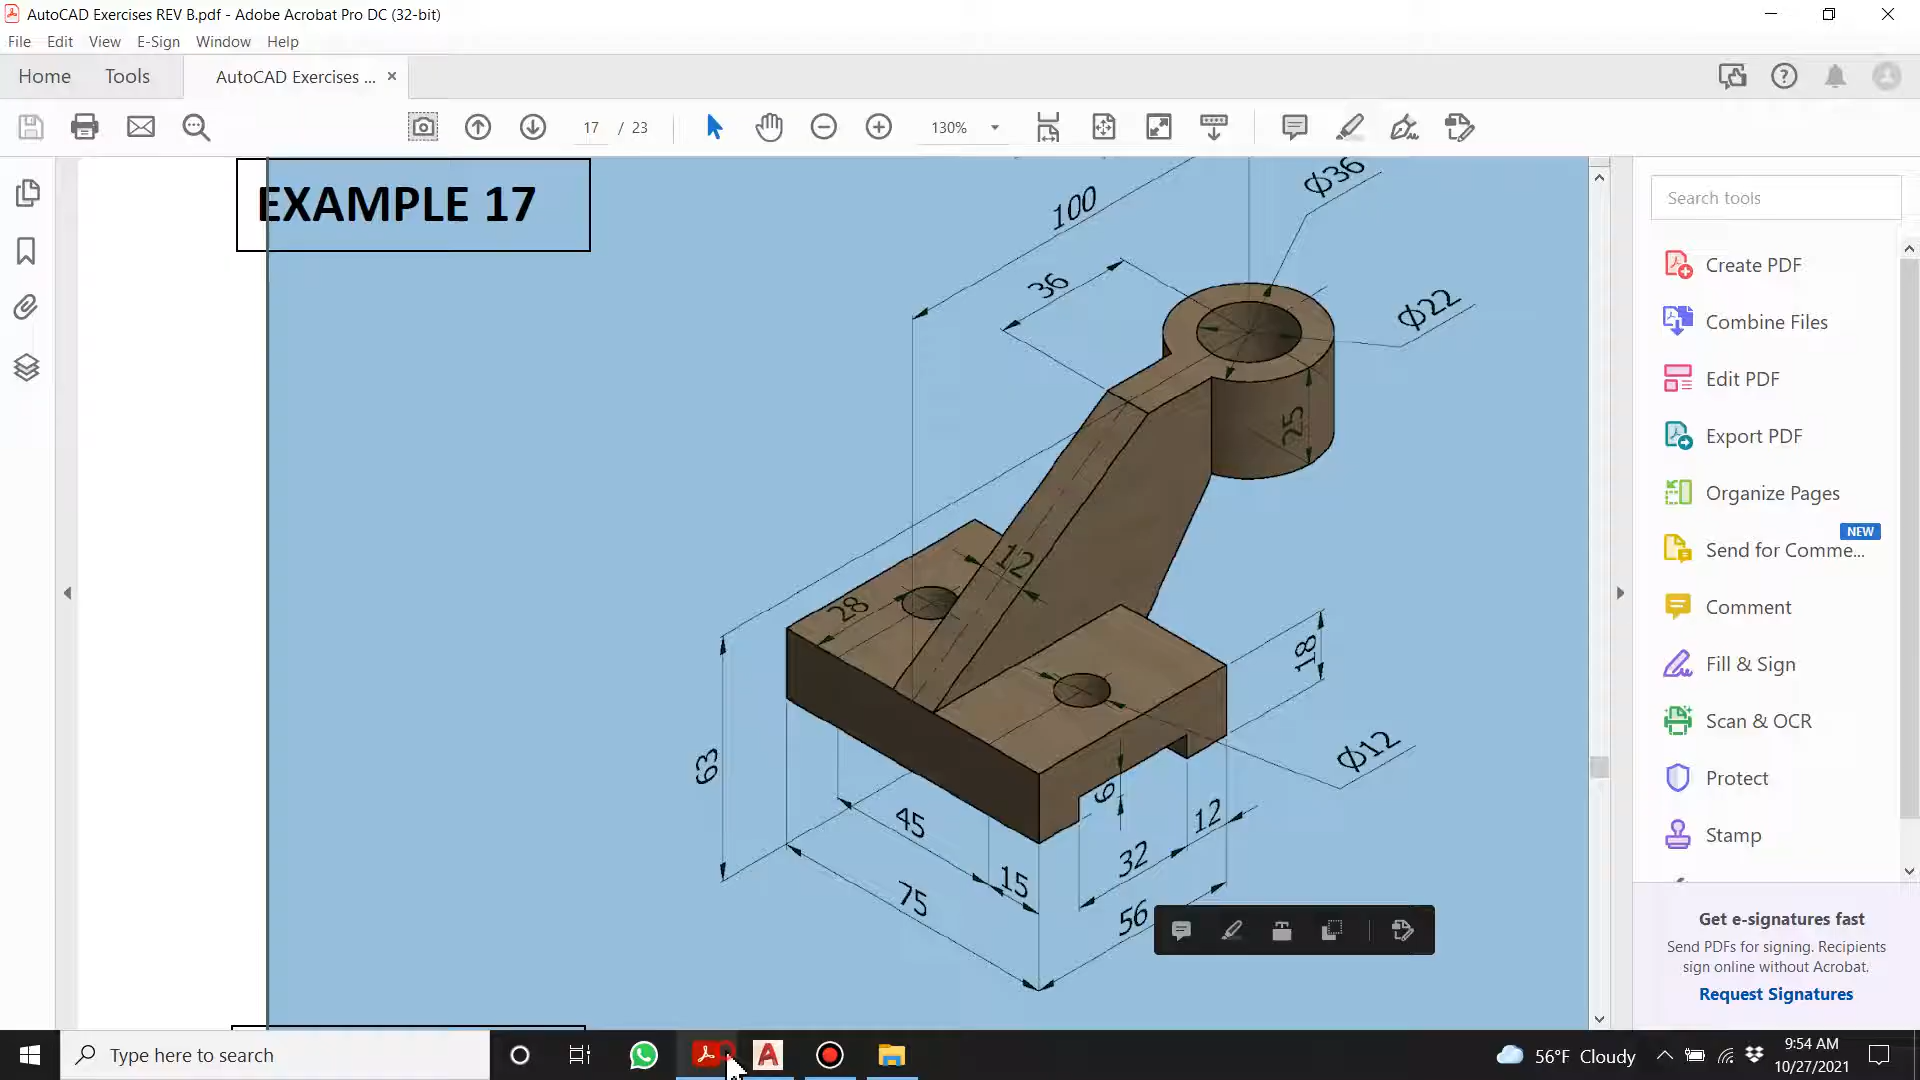 AutoCAD Exercises REV B.pdf - Adobe Acrobat Pro DC (32-bit)
File Edit View E-Sign Window Help
Home Tools AutoCAD Exercises ... ×
17 / 23 130%
EXAMPLE 17
100
Φ36
36
Φ22
25
12
28
18
63
Φ12
6
45
12
32
15
75
56
Search tools
Create PDF
Combine Files
Edit PDF
Export PDF
Organize Pages
NEW
Send for Comme...
Comment
Fill & Sign
Scan & OCR
Protect
Stamp
Get e-signatures fast
Send PDFs for signing. Recipients
sign online without Acrobat.
Request Signatures
Type here to search
56°F Cloudy
9:54 AM
10/27/2021